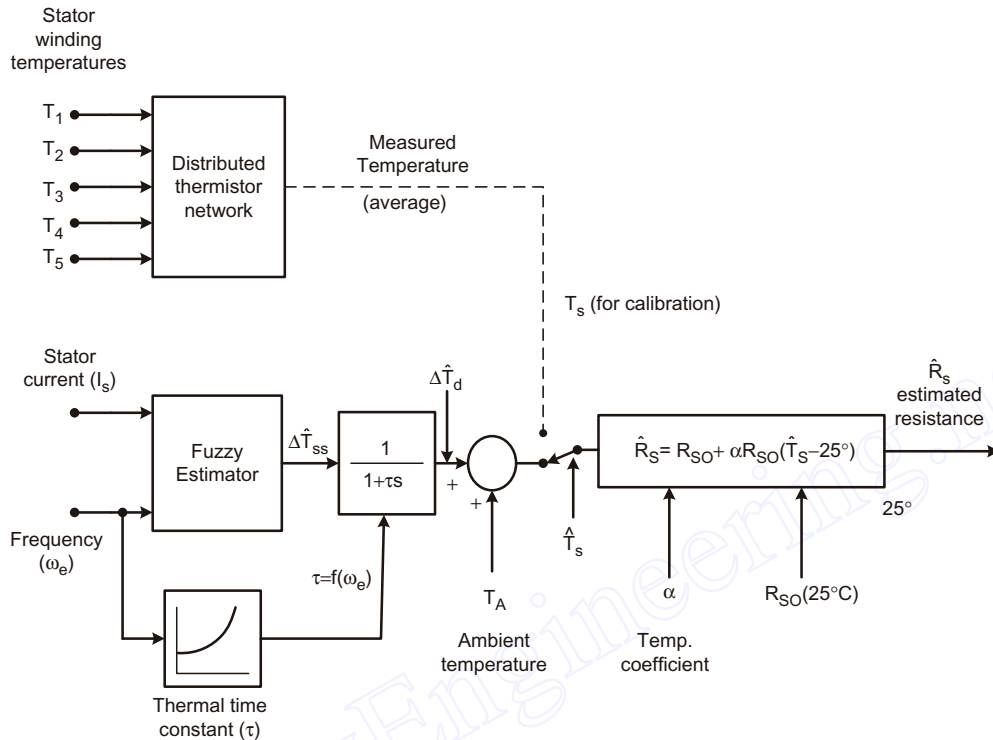 Stator
winding
temperatures
T1
T2
T3
T4
T5
Distributed
thermistor
network
Measured
Temperature
(average)
Ts (for calibration)
Stator
current (Is)
Fuzzy
Estimator
ΔT̂ss
1
1+τs
ΔT̂d
+
+
R̂S= RSO+ αRSO(T̂S–25°)
R̂s
estimated
resistance
25°
Frequency
(ωe)
τ=f(ωe)
TA
Ambient
temperature
T̂s
α
Temp.
coefficient
RSO(25°C)
Thermal time
constant (τ)